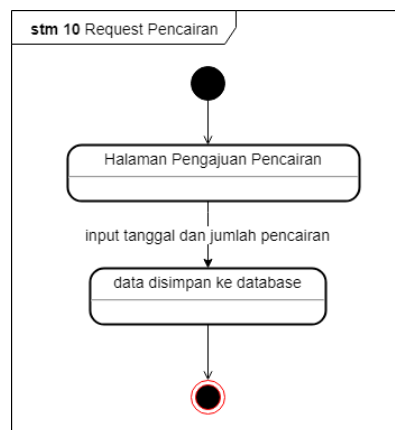 stm 10 Request Pencairan
Halaman Pengajuan Pencairan
input tanggal dan jumlah pencairan
data disimpan ke database